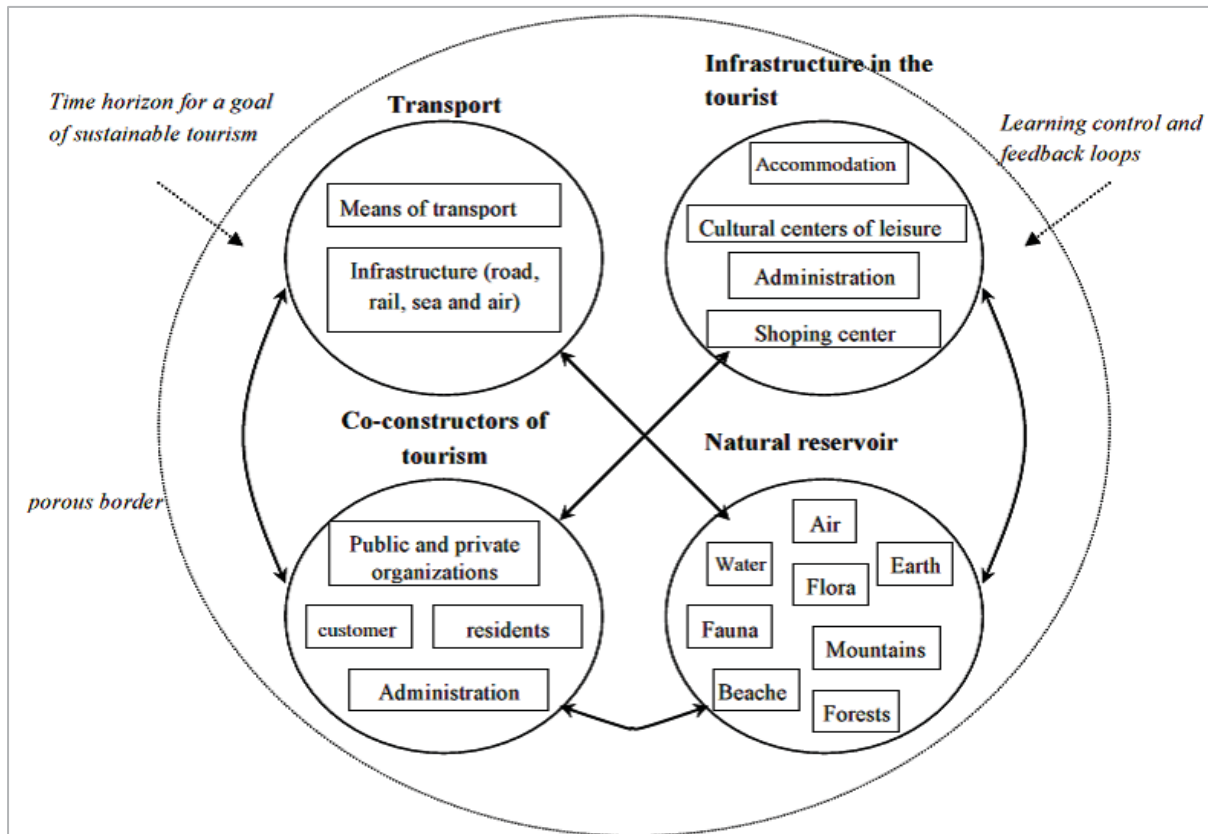 Infrastructure in the
tourist
Time horizon for a goal
of sustainable tourism
Transport
Learning control and
feedback loops
Means of transport
Infrastructure (road,
rail, sea and air)
Accommodation
Cultural centers of leisure
Administration
Shoping center
Co-constructors of
tourism
Natural reservoir
porous border
Public and private
organizations
customer
residents
Administration
Air
Water
Earth
Flora
Fauna
Mountains
Beache
Forests